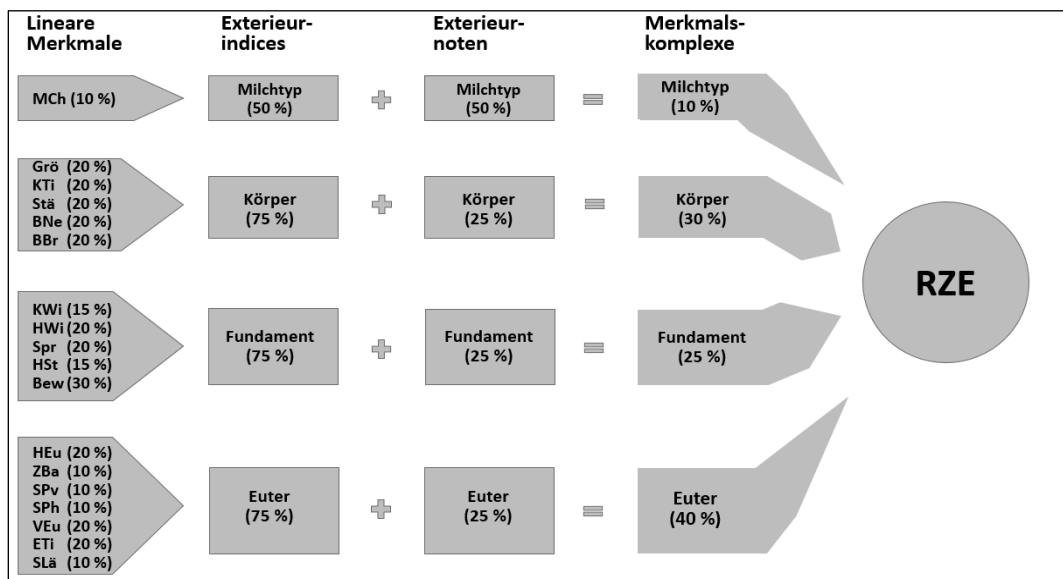 Lineare
Merkmale
Exterieur-
indices
Exterieur-
noten
Merkmals-
komplexe
MCh (10 %)
Milchtyp
(50 %)
+
Milchtyp
(50 %)
=
Milchtyp
(10 %)
Grö (20 %)
KTi (20 %)
Stä (20 %)
BNe (20 %)
BBr (20 %)
Körper
(75 %)
+
Körper
(25 %)
=
Körper
(30 %)
RZE
KWi (15 %)
HWi (20 %)
Spr (20 %)
HSt (15 %)
Bew (30 %)
Fundament
(75 %)
+
Fundament
(25 %)
=
Fundament
(25 %)
HEu (20 %)
ZBa (10 %)
SPv (10 %)
SPh (10 %)
VEu (20 %)
ETi (20 %)
SLä (10 %)
Euter
(75 %)
+
Euter
(25 %)
=
Euter
(40 %)